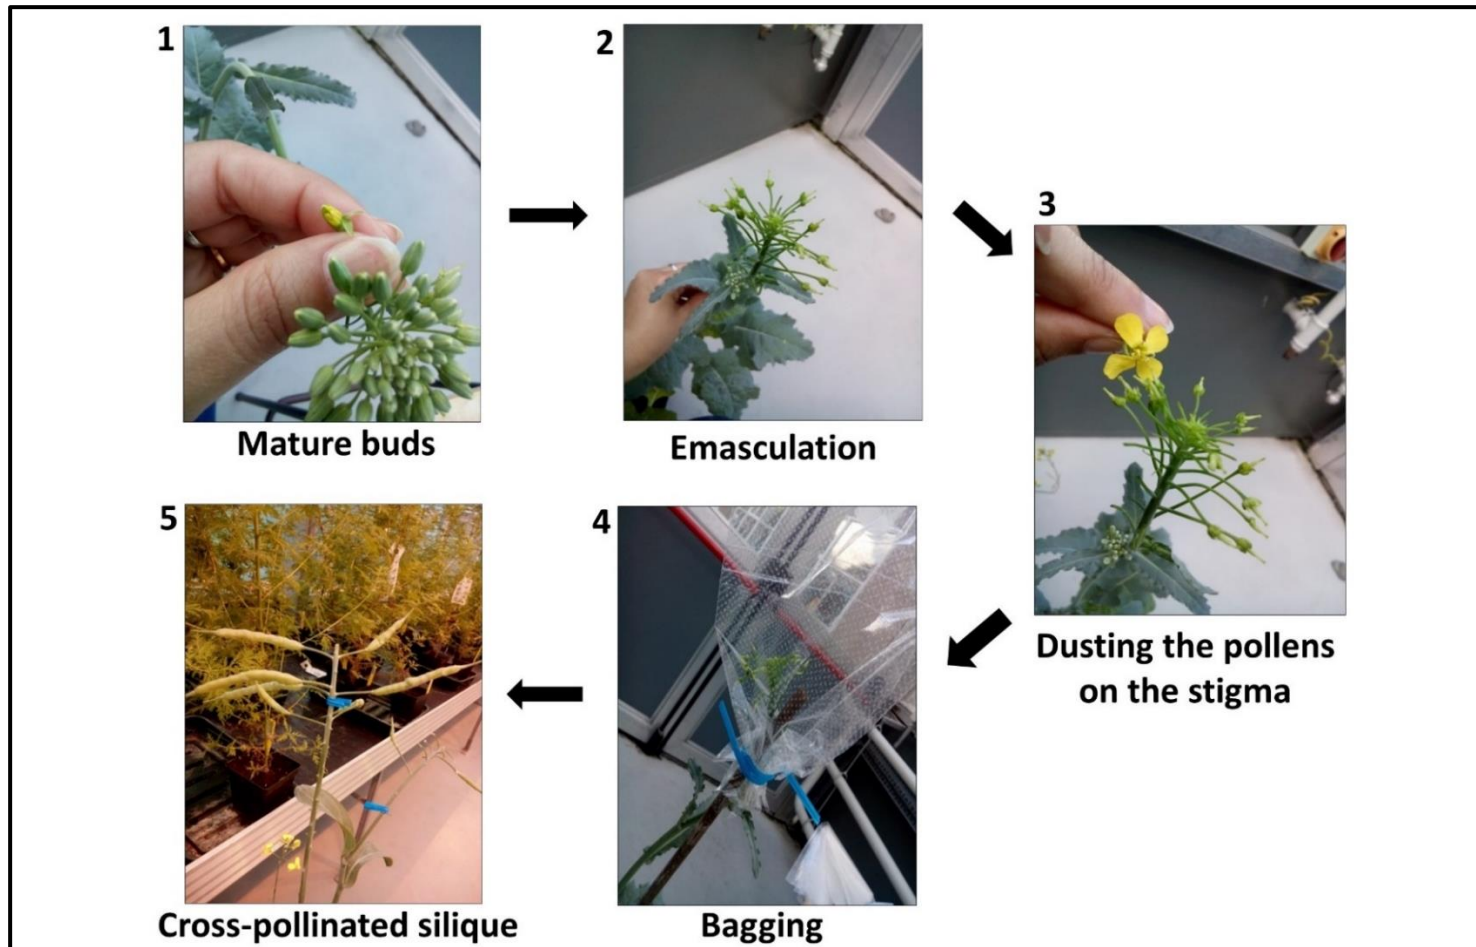 1
Mature buds
2
Emasculation
3
Dusting the pollens
on the stigma
4
Bagging
5
Cross-pollinated silique